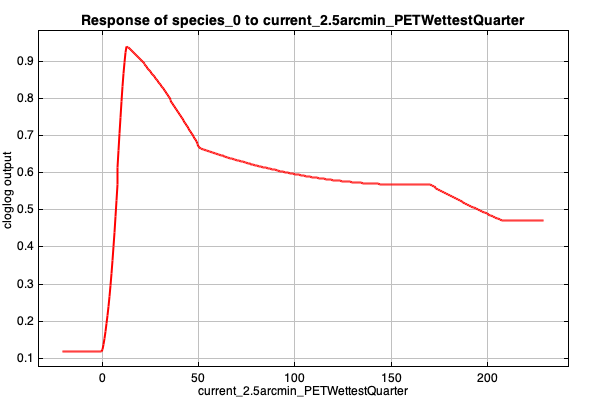 Response of species_0 to current_2.5arcmin_PETWettestQuarter
cloglog output
0.9
0.8
0.7
0.6
0.5
0.4
0.3
0.2
0.1
0 50 100 150 200
current_2.5arcmin_PETWettestQuarter